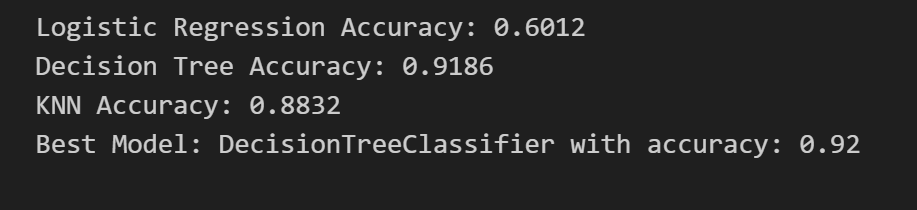 Logistic Regression Accuracy: 0.6012
Decision Tree Accuracy: 0.9186
KNN Accuracy: 0.8832
Best Model: DecisionTreeClassifier with accuracy: 0.92